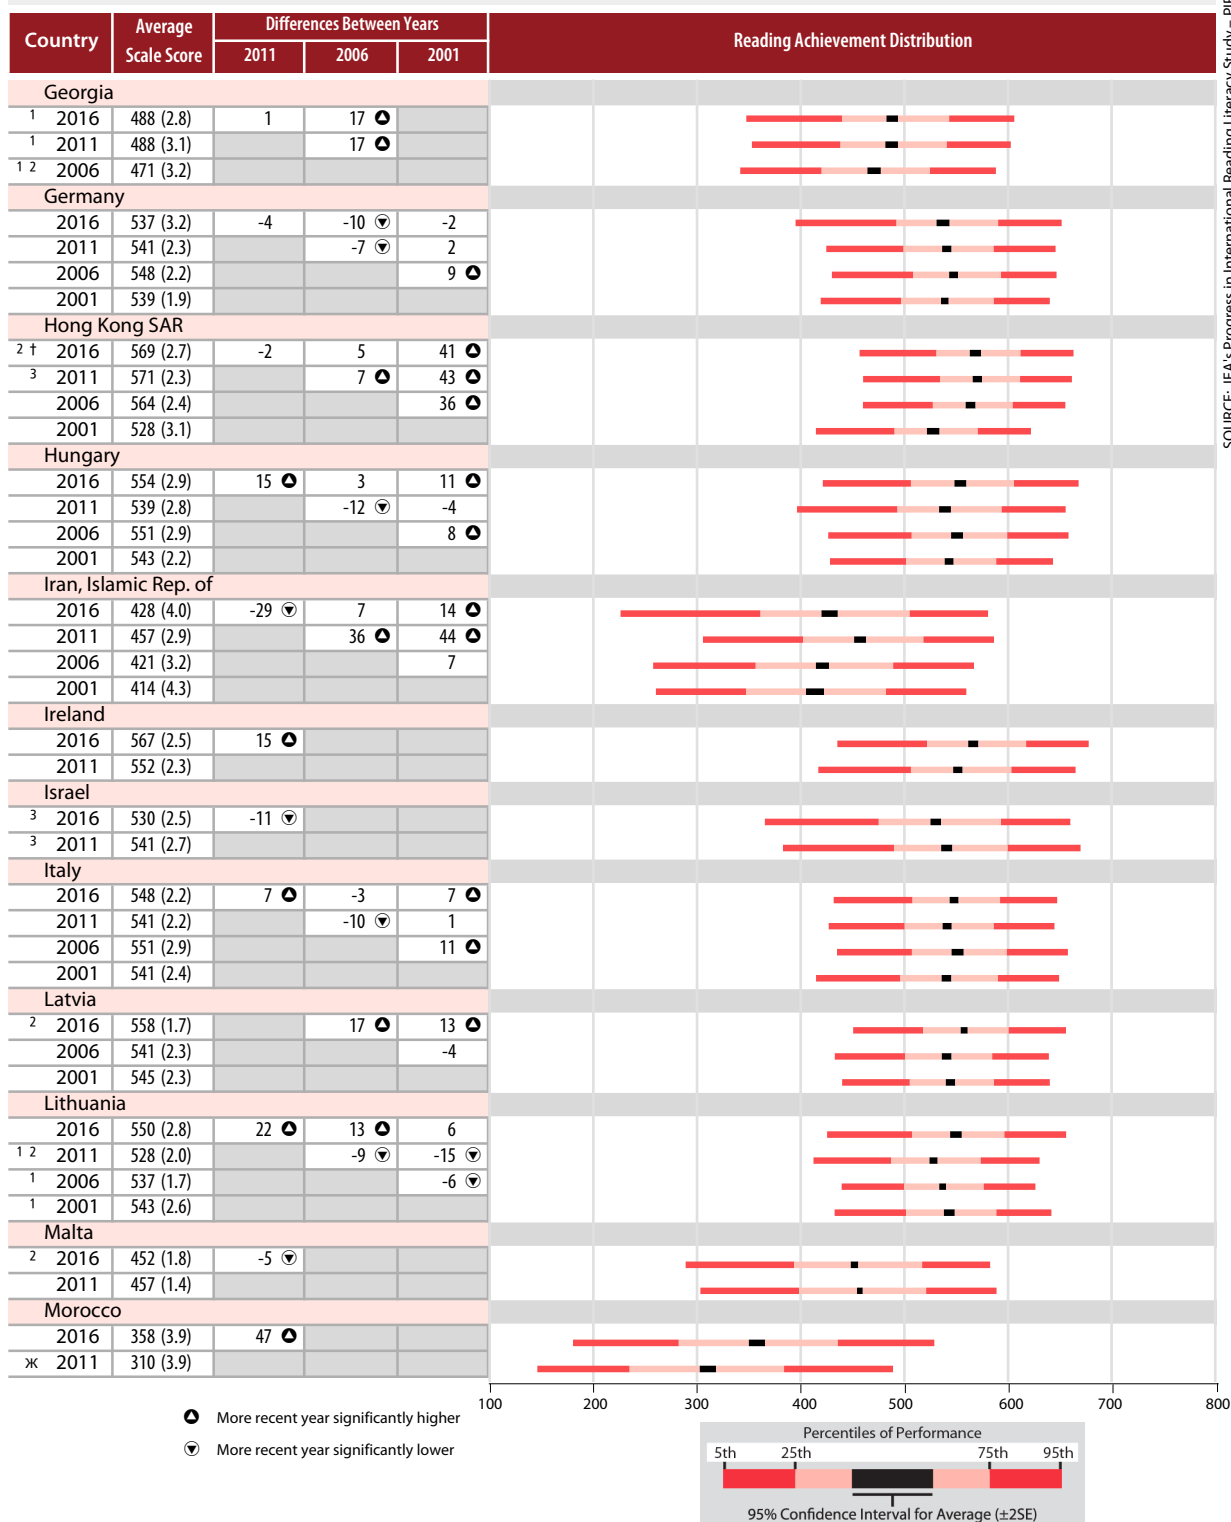 Country Average Scale Score Differences Between Years Reading Achievement Distribution
2011 2006 2001
Georgia
1 2016 488 (2.8) 1 17
1 2011 488 (3.1) 17
1 2 2006 471 (3.2)
Germany
2016 537 (3.2) -4 -10 -2
2011 541 (2.3) -7 2
2006 548 (2.2) 9
2001 539 (1.9)
Hong Kong SAR
2 † 2016 569 (2.7) -2 5 41
3 2011 571 (2.3) 7 43
2006 564 (2.4) 36
2001 528 (3.1)
Hungary
2016 554 (2.9) 15 3 11
2011 539 (2.8) -12 -4
2006 551 (2.9) 8
2001 543 (2.2)
Iran, Islamic Rep. of
2016 428 (4.0) -29 7 14
2011 457 (2.9) 36 44
2006 421 (3.2) 7
2001 414 (4.3)
Ireland
2016 567 (2.5) 15
2011 552 (2.3)
Israel
3 2016 530 (2.5) -11
3 2011 541 (2.7)
Italy
2016 548 (2.2) 7 -3 7
2011 541 (2.2) -10 1
2006 551 (2.9) 11
2001 541 (2.4)
Latvia
2 2016 558 (1.7) 17 13
2006 541 (2.3) -4
2001 545 (2.3)
Lithuania
2016 550 (2.8) 22 13 6
1 2 2011 528 (2.0) -9 -15
1 2006 537 (1.7) -6
1 2001 543 (2.6)
Malta
2 2016 452 (1.8) -5
2011 457 (1.4)
Morocco
2016 358 (3.9) 47
ж 2011 310 (3.9)
100 200 300 400 500 600 700 800
More recent year significantly higher
More recent year significantly lower
Percentiles of Performance
5th 25th 75th 95th
95% Confidence Interval for Average (±2SE)
SOURCE: IEA's Progress in International Reading Literacy Study –